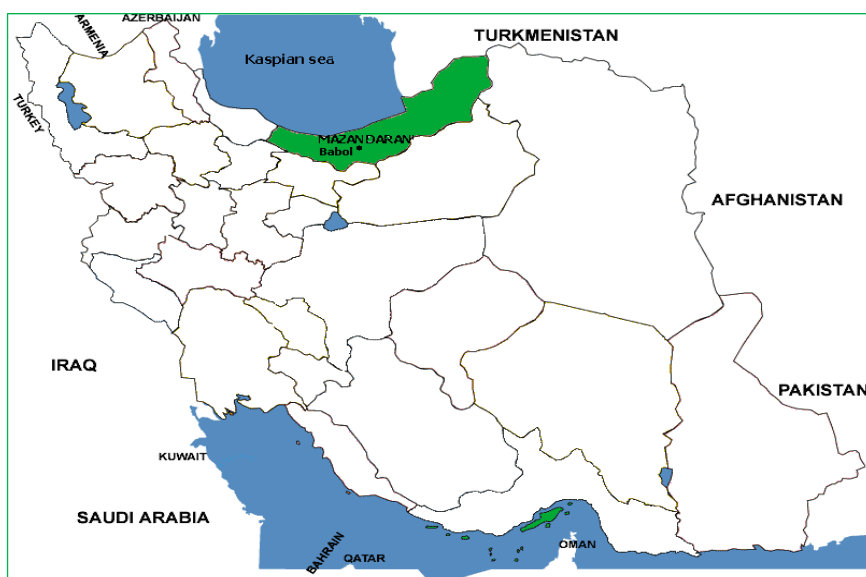 AZERBAIJAN
ARMENIA
TURKMENISTAN
Kaspian sea
TURKEY
MAZANDARAN
Babol
AFGHANISTAN
IRAQ
PAKISTAN
KUWAIT
SAUDI ARABIA
BAHRAIN
QATAR
OMAN